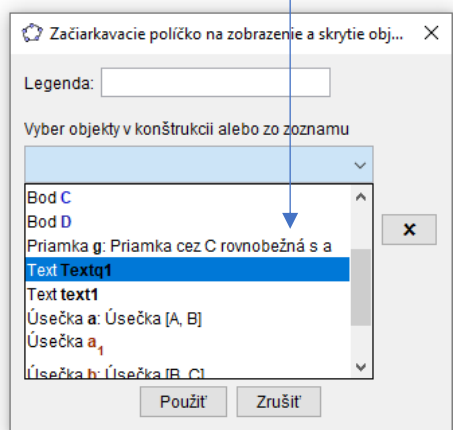 Začiarkavacie políčko na zobrazenie a skrytie obj...
Legenda:
Vyber objekty v konštrukcii alebo zo zoznamu
Bod C
Bod D
Priamka g: Priamka cez C rovnobežná s a
Text Textq1
Text text1
Úsečka a: Úsečka [A, B]
Úsečka a₁
Úsečka b: Úsečka [B, C]
Použiť Zrušiť